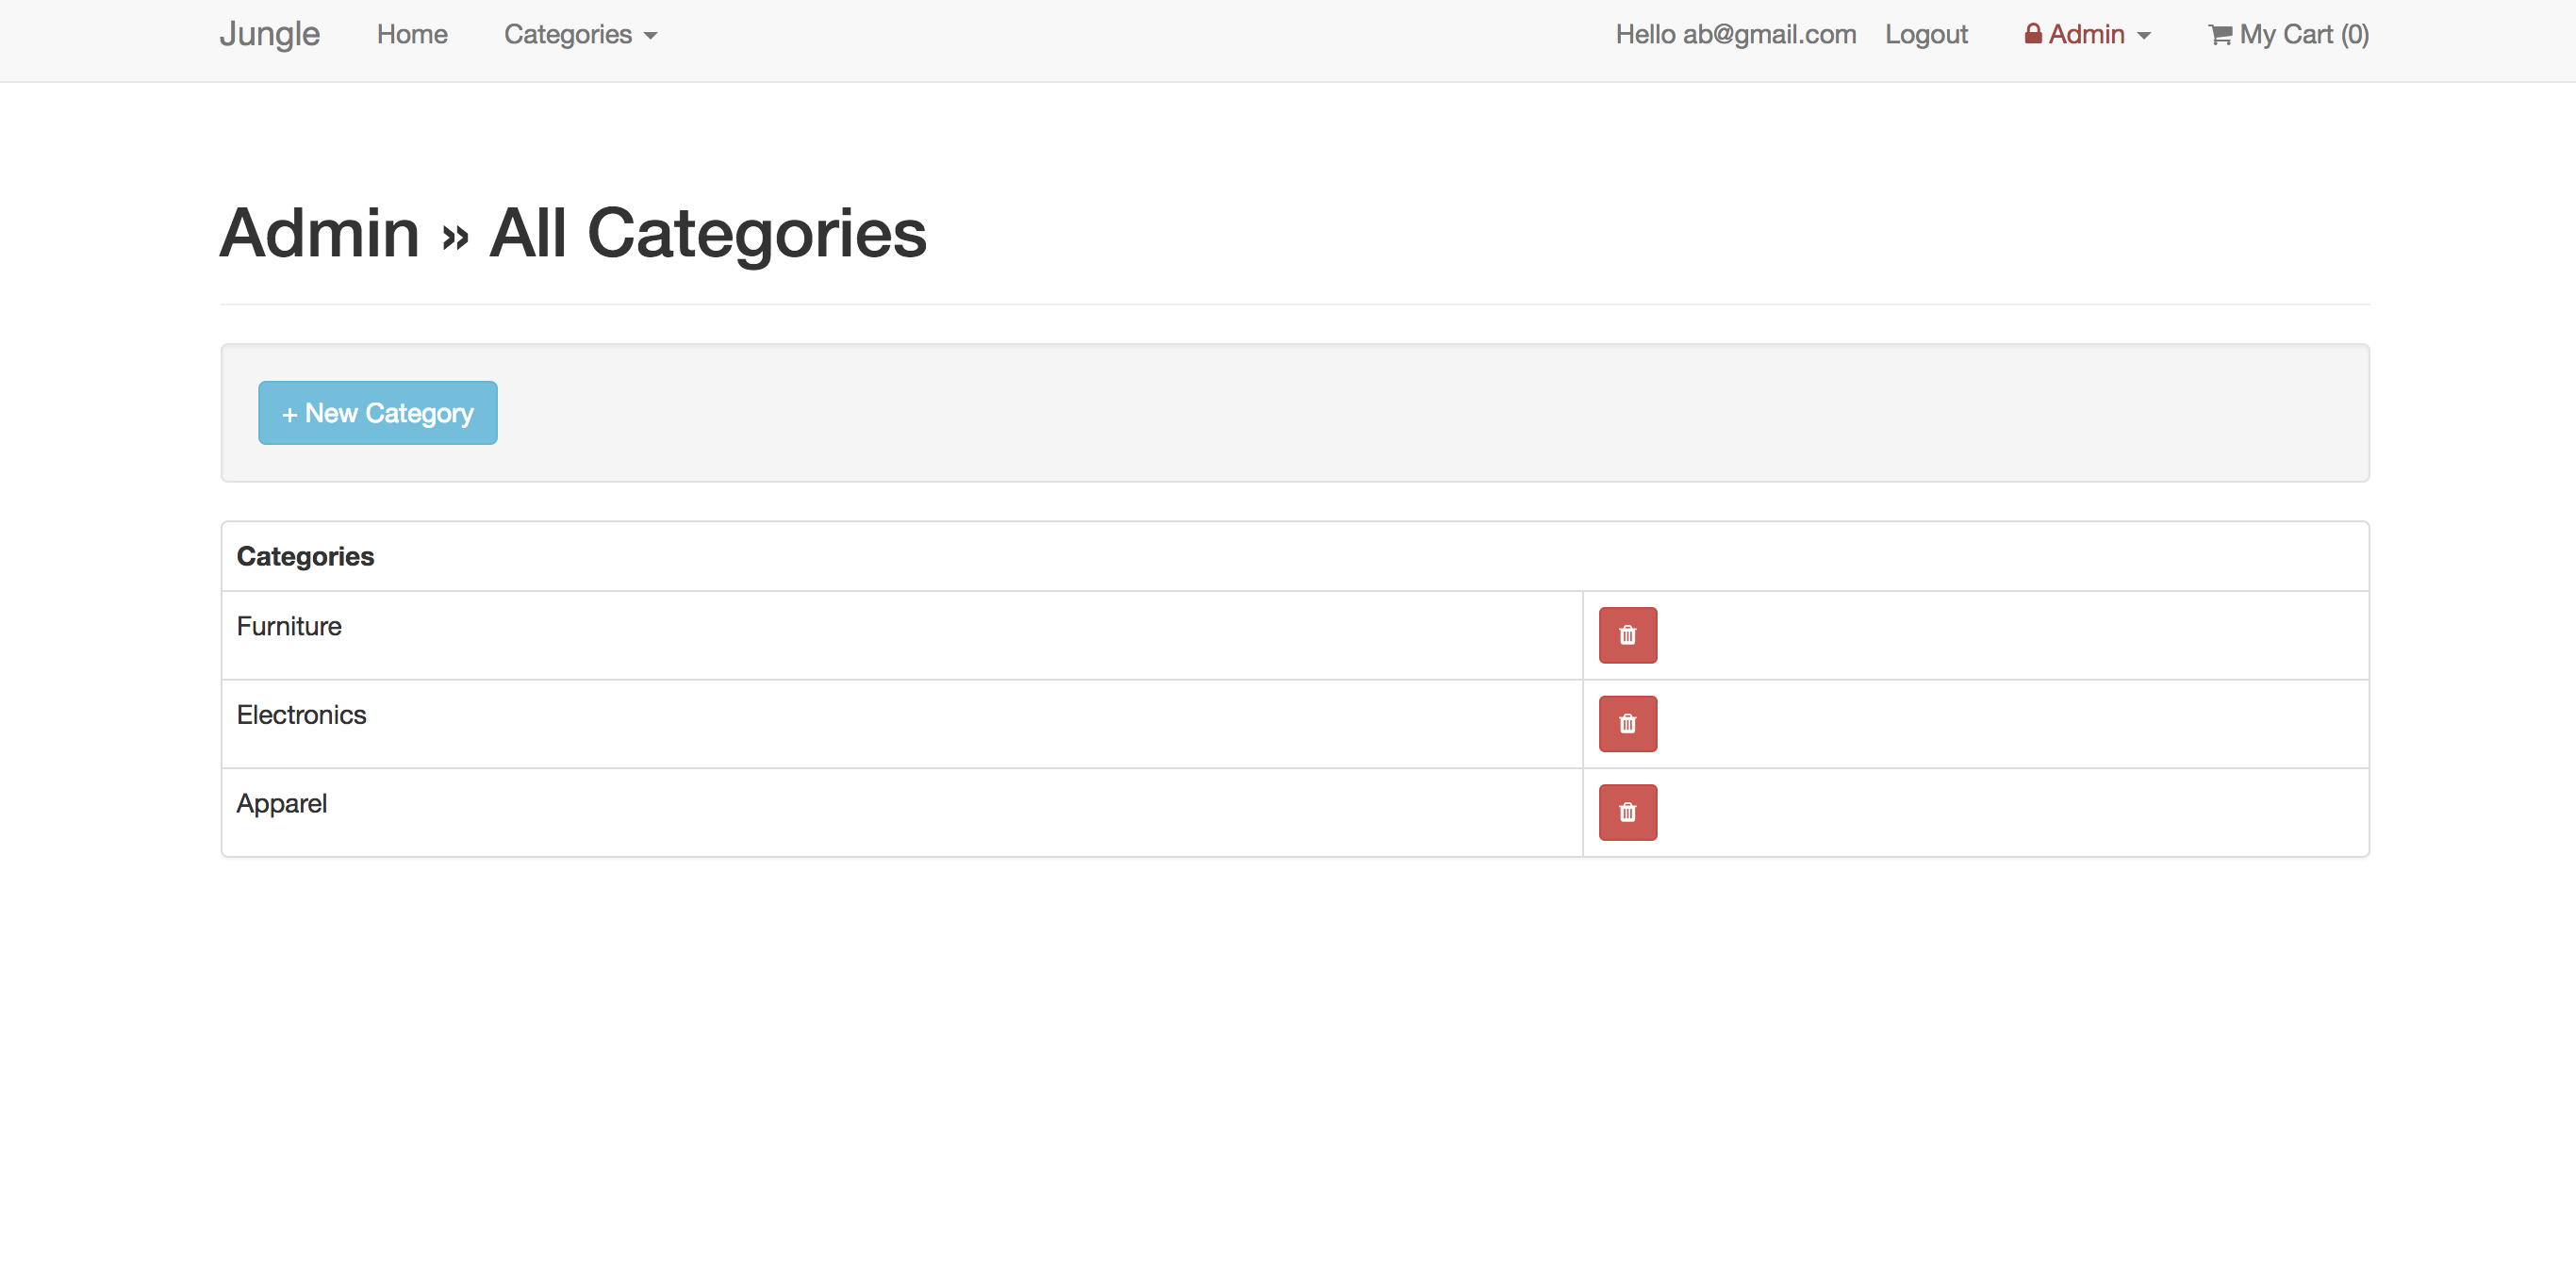 Jungle Home Categories Hello ab@gmail.com Logout Admin My Cart (0)
Admin » All Categories
+ New Category
Categories
Furniture
Electronics
Apparel